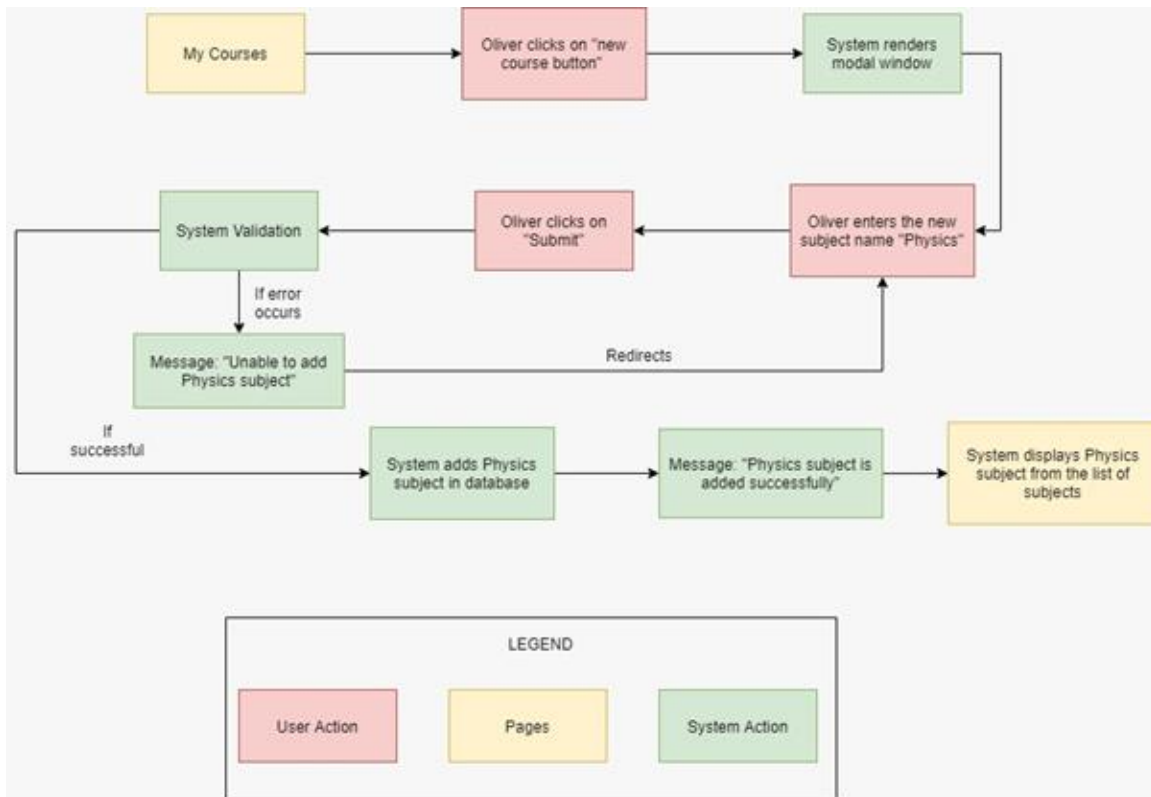 My Courses
Oliver clicks on "new
course button"
System renders
modal window
System Validation
Oliver clicks on
"Submit"
Oliver enters the new
subject name "Physics"
If error
occurs
Message: "Unable to add
Physics subject"
Redirects
If
successful
System adds Physics
subject in database
Message: "Physics subject is
added successfully"
System displays Physics
subject from the list of
subjects
LEGEND
User Action
Pages
System Action